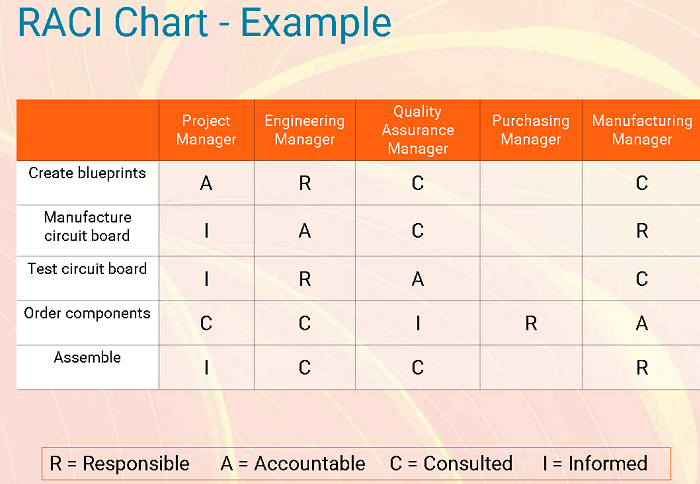 RACI Chart - Example
Project Manager Engineering Manager Quality Assurance Manager Purchasing Manager Manufacturing Manager
Create blueprints A R C C
Manufacture circuit board I A C R
Test circuit board I R A C
Order components C C I R A
Assemble I C C R
R = Responsible A = Accountable C = Consulted I = Informed